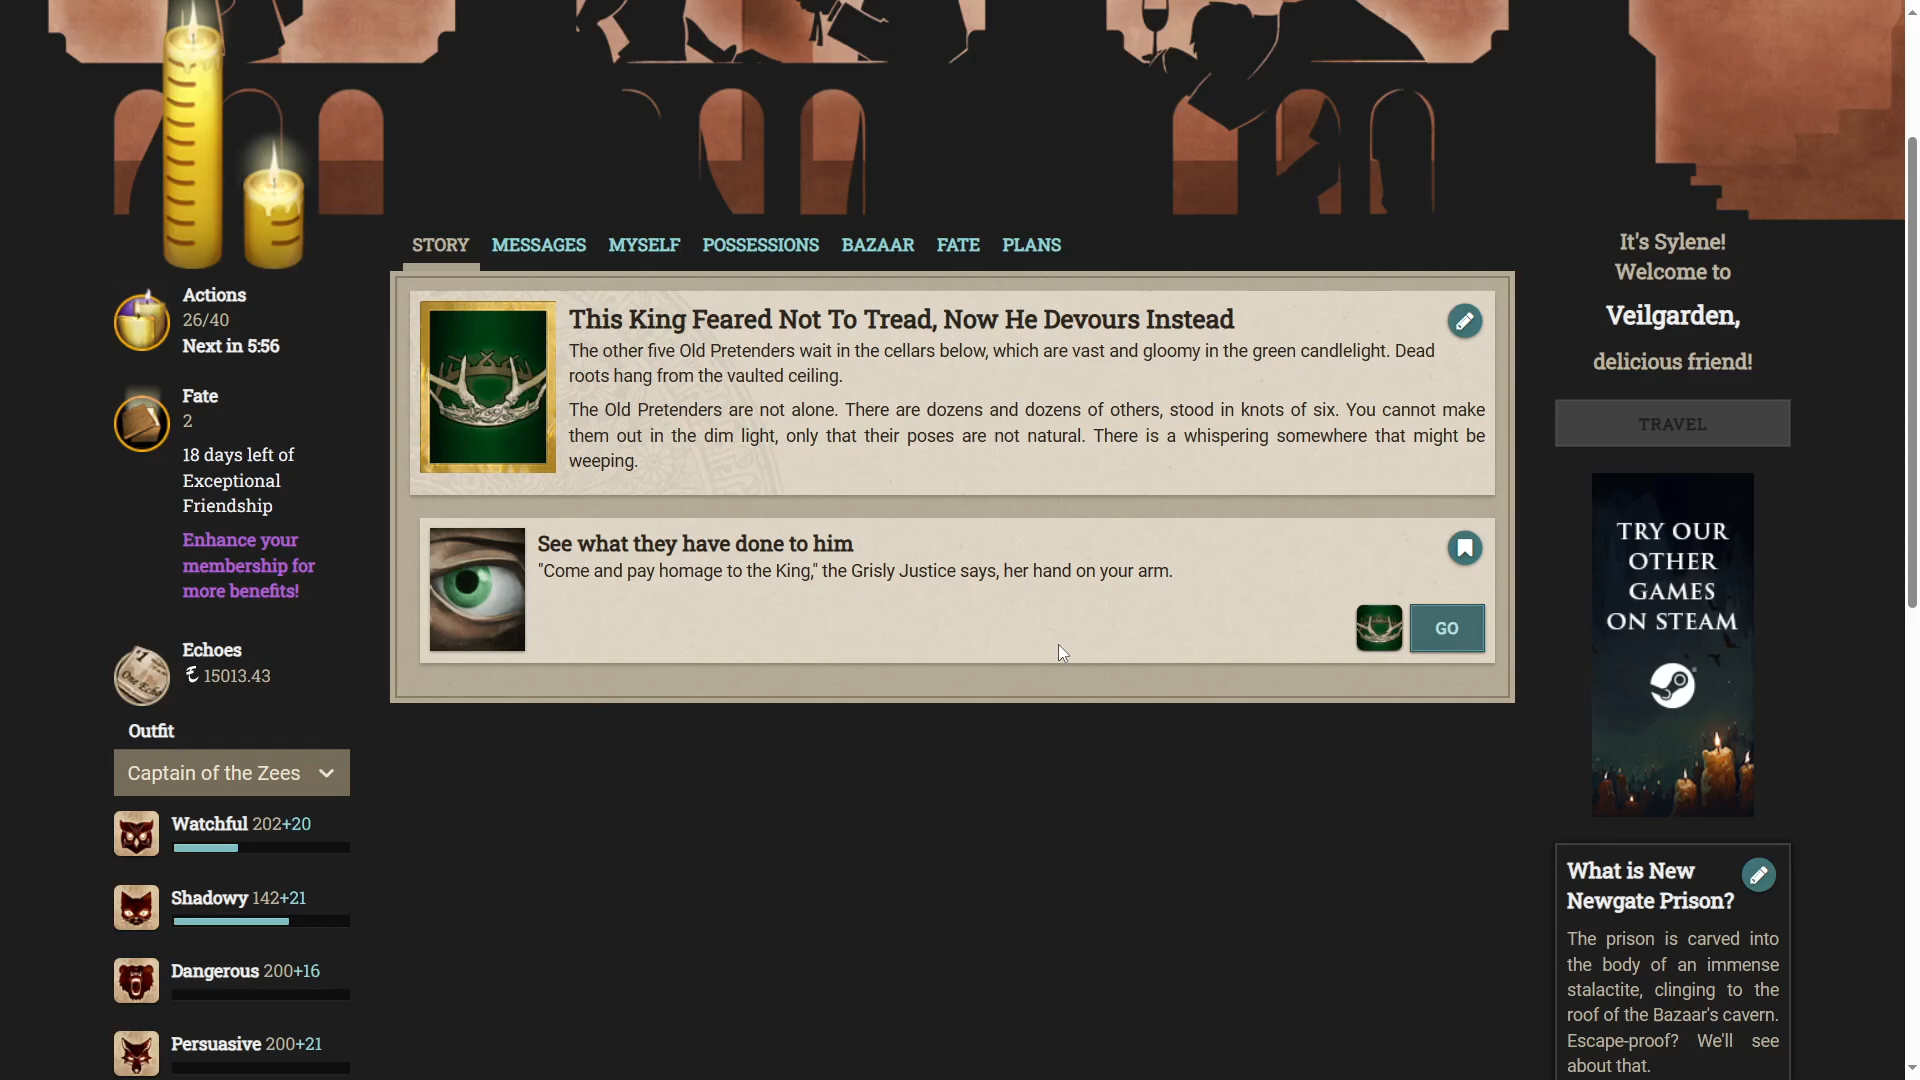 STORY MESSAGES MYSELF POSSESSIONS BAZAAR FATE PLANS
Actions
26/40
Next in 5:56
Fate
2
18 days left of
Exceptional
Friendship
Enhance your
membership for
more benefits!
Echoes
15013.43
Outfit
Captain of the Zees
Watchful 202+20
Shadowy 142+21
Dangerous 200+16
Persuasive 200+21
This King Feared Not To Tread, Now He Devours Instead
The other five Old Pretenders wait in the cellars below, which are vast and gloomy in the green candlelight. Dead
roots hang from the vaulted ceiling.
The Old Pretenders are not alone. There are dozens and dozens of others, stood in knots of six. You cannot make
them out in the dim light, only that their poses are not natural. There is a whispering somewhere that might be
weeping.
See what they have done to him
"Come and pay homage to the King," the Grisly Justice says, her hand on your arm.
GO
It's Sylene!
Welcome to
Veilgarden,
delicious friend!
TRAVEL
TRY OUR
OTHER
GAMES
ON STEAM
What is New
Newgate Prison?
The prison is carved into
the body of an immense
stalactite, clinging to the
roof of the Bazaar's cavern.
Escape-proof? We'll see
about that.